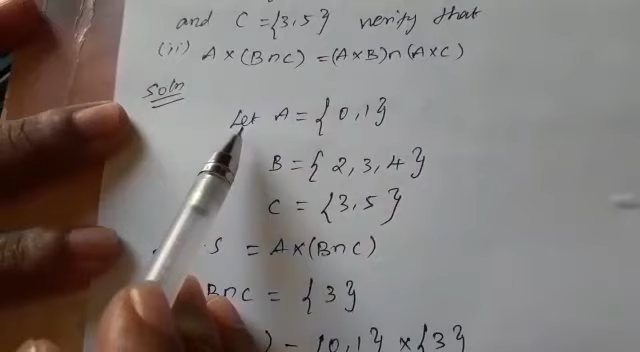 and C = {3, 5} verify that
(ii) A×(B∩C) = (A×B)∩(A×C)
Soln
Let A = {0, 1}
B = {2, 3, 4}
C = {3, 5}
S = A×(B∩C)
B∩C = {3}
) = {0, 1} × {3}